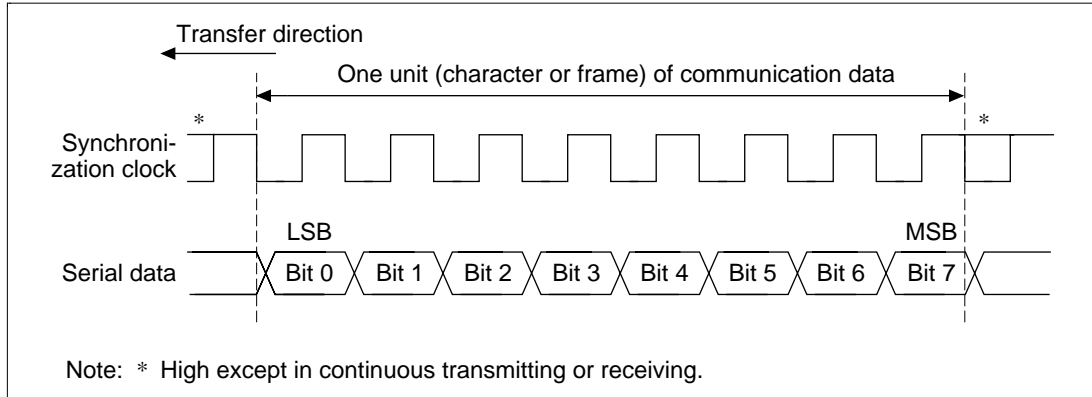 Transfer direction
One unit (character or frame) of communication data
*
*
Synchroni-
zation clock
LSB
MSB
Serial data
Bit 0
Bit 1
Bit 2
Bit 3
Bit 4
Bit 5
Bit 6
Bit 7
Note: * High except in continuous transmitting or receiving.